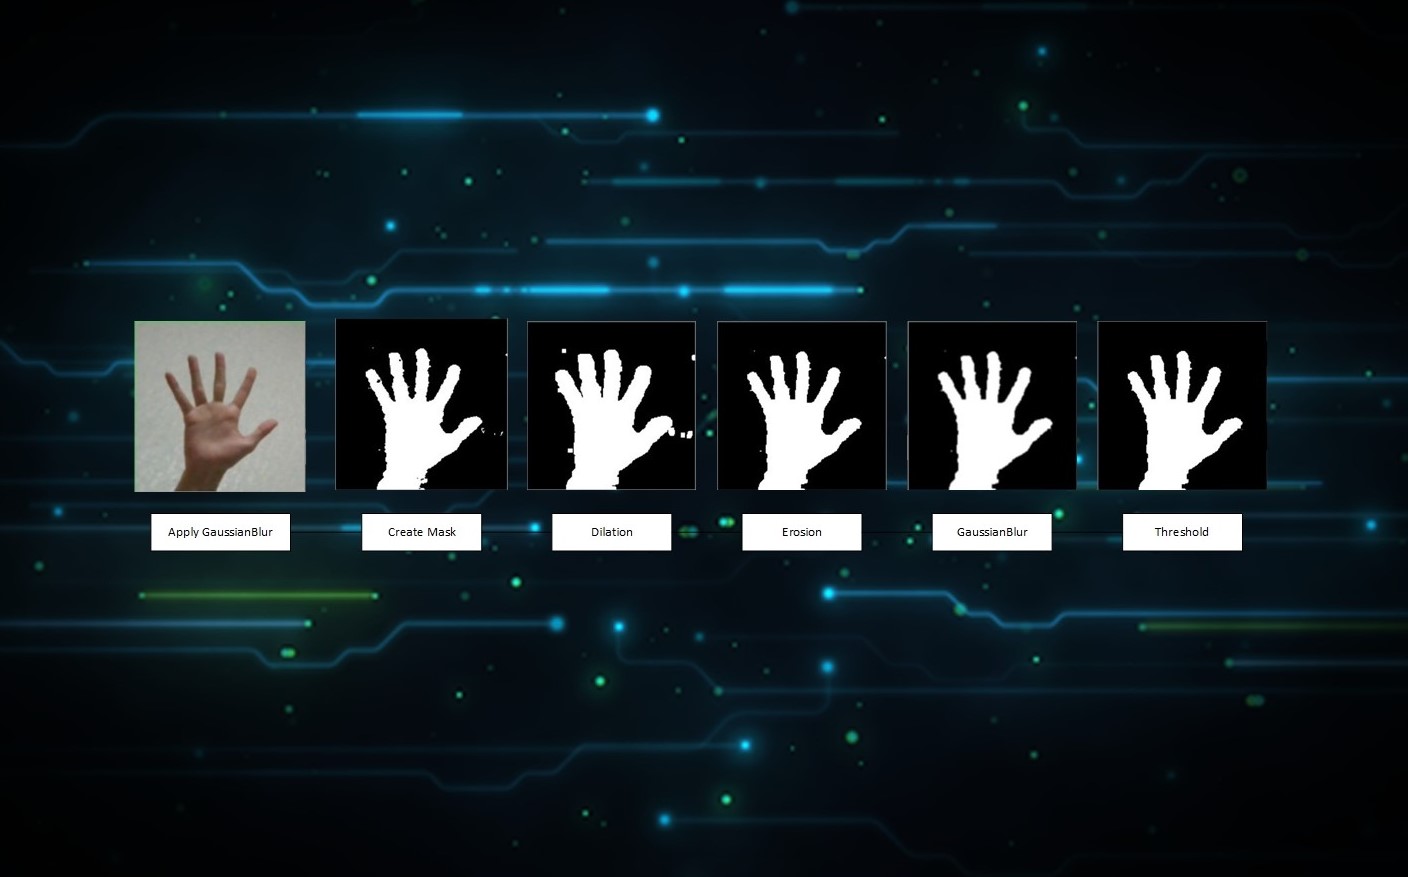 Apply GaussianBlur
Create Mask
Dilation
Erosion
GaussianBlur
Threshold